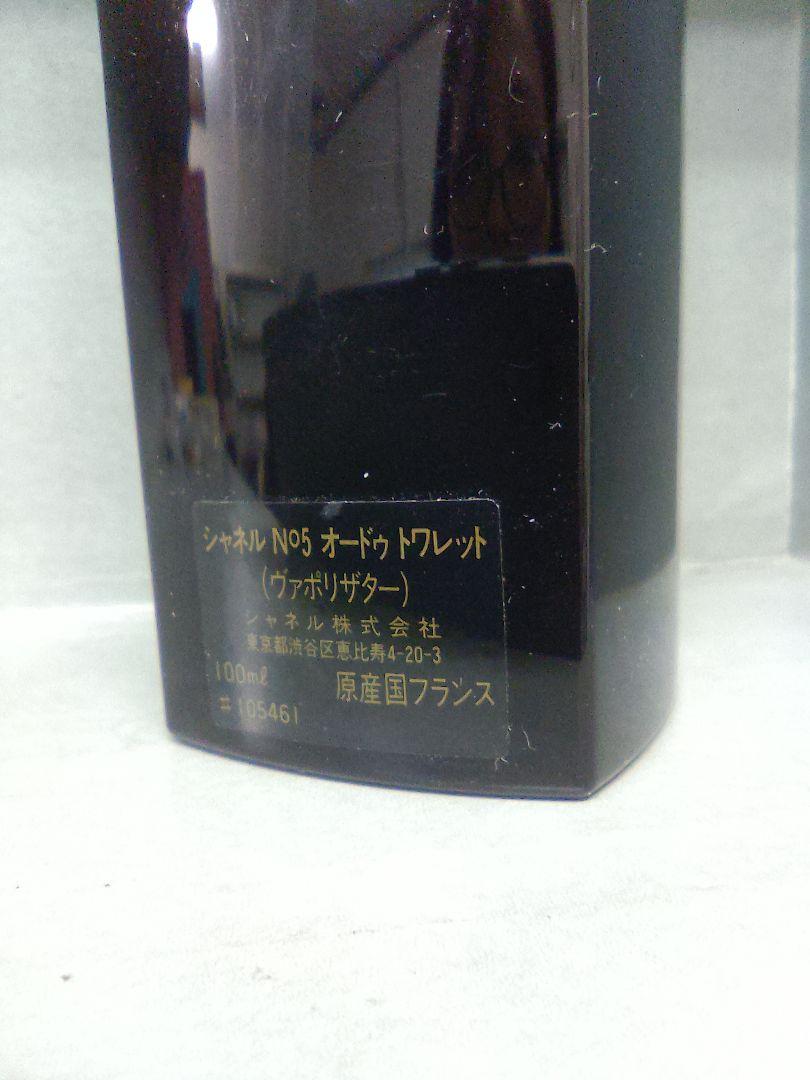 シャネル Nº5 オードゥ トワレット
(ヴァポリザター)
シャネル株式会社
東京都渋谷区恵比寿4-20-3
100ml 原産国フランス
#105461